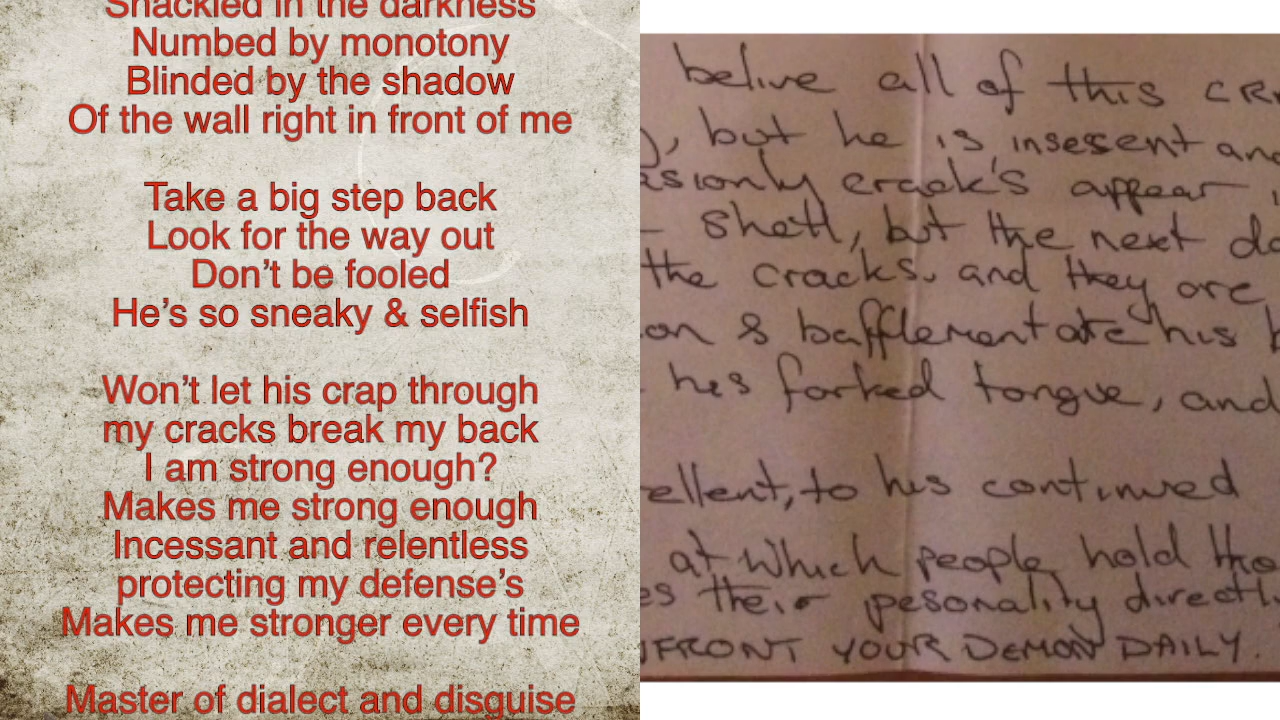 Shackled in the darkness
Numbed by monotony
Blinded by the shadow
Of the wall right in front of me
Take a big step back
Look for the way out
Don't be fooled
He's so sneaky & selfish
Won't let his crap through
my cracks break my back
I am strong enough?
Makes me strong enough
Incessant and relentless
protecting my defense's
Makes me stronger every time
Master of dialect and disguise
belive all of this
, but he is insesent and
crack's appear
shell, but the next
the cracks. and they are
& bafflement are his
his forked tongue, and
to his continued
at which people hold
their pesonality
YOUR DEMON DAILY.